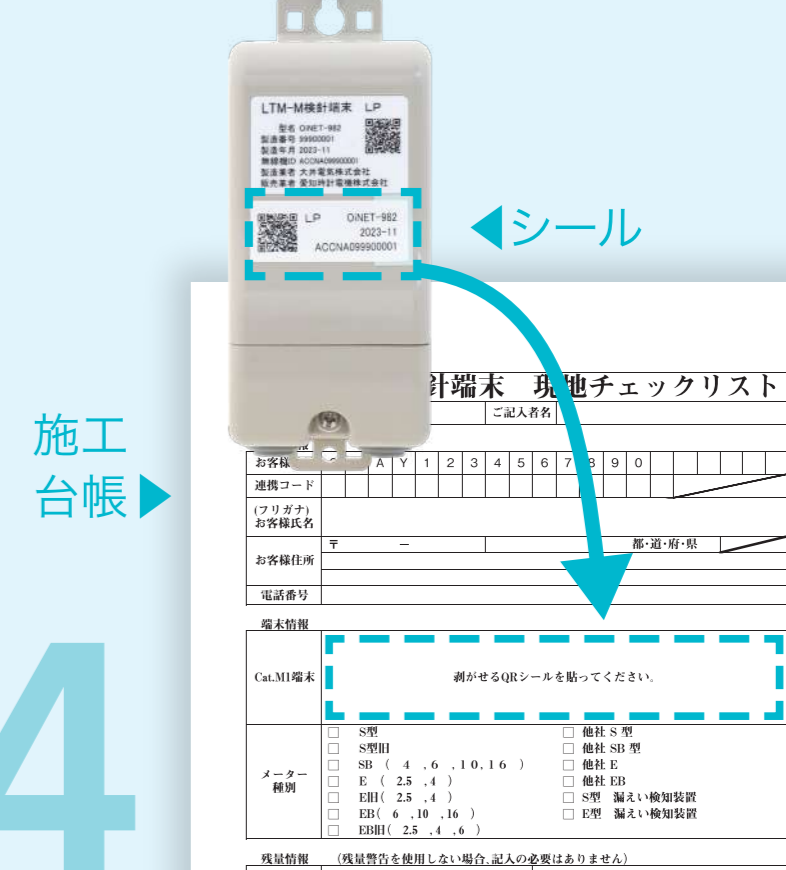 LTM-M検針端末 LP
型名 OiNET-982
製造番号 99900001
製造年月 2023-11
無線機ID ACCNA099900001
製造業者 大井電気株式会社
販売業者 愛知時計電機株式会社
LP OiNET-982
2023-11
ACCNA099900001
◀シール
施工
台帳▶
4
針端末 現地チェックリスト
ご記入者名
お客様
A Y 1 2 3 4 5 6 7 8 9 0
連携コード
(フリガナ)
お客様氏名
お客様住所
〒 －
都・道・府・県
電話番号
端末情報
Cat.M1端末
剥がせるQRシールを貼ってください。
メーター
種別
□ S型
□ S型旧
□ SB ( 4 ,6 ,10,16 )
□ E ( 2.5 ,4 )
□ E旧( 2.5 ,4 )
□ EB( 6 ,10 ,16 )
□ EB旧( 2.5 ,4 ,6 )
□ 他社 S 型
□ 他社 SB 型
□ 他社 E
□ 他社 EB
□ S型 漏えい検知装置
□ E型 漏えい検知装置
残量情報 (残量警告を使用しない場合、記入の必要はありません)